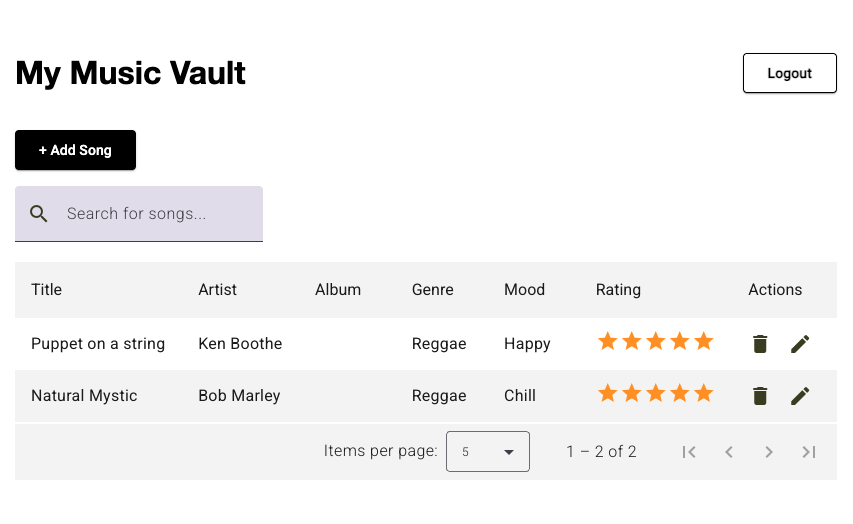 My Music Vault
Logout
+ Add Song
Search for songs...
Title Artist Album Genre Mood Rating Actions
Puppet on a string Ken Boothe Reggae Happy
Natural Mystic Bob Marley Reggae Chill
Items per page: 5 1 – 2 of 2